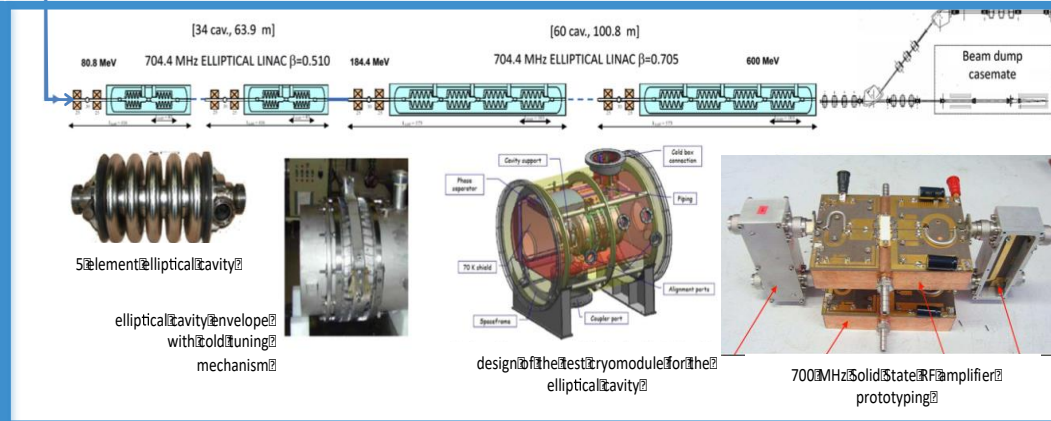 [34 cav., 63.9 m]
[60 cav., 100.8 m]
80.8 MeV
704.4 MHz ELLIPTICAL LINAC β=0.510
184.4 MeV
704.4 MHz ELLIPTICAL LINAC β=0.705
600 MeV
Beam dump
casemate
Cavity support
Cold box
connection
Phase
separator
Piping
70 K shield
Alignment ports
Spaceframe
Coupler port
5 element elliptical cavity
elliptical cavity envelope
with cold tuning
mechanism
design of the test cryomodule for the
elliptical cavity
700 MHz Solid State RF amplifier
prototyping